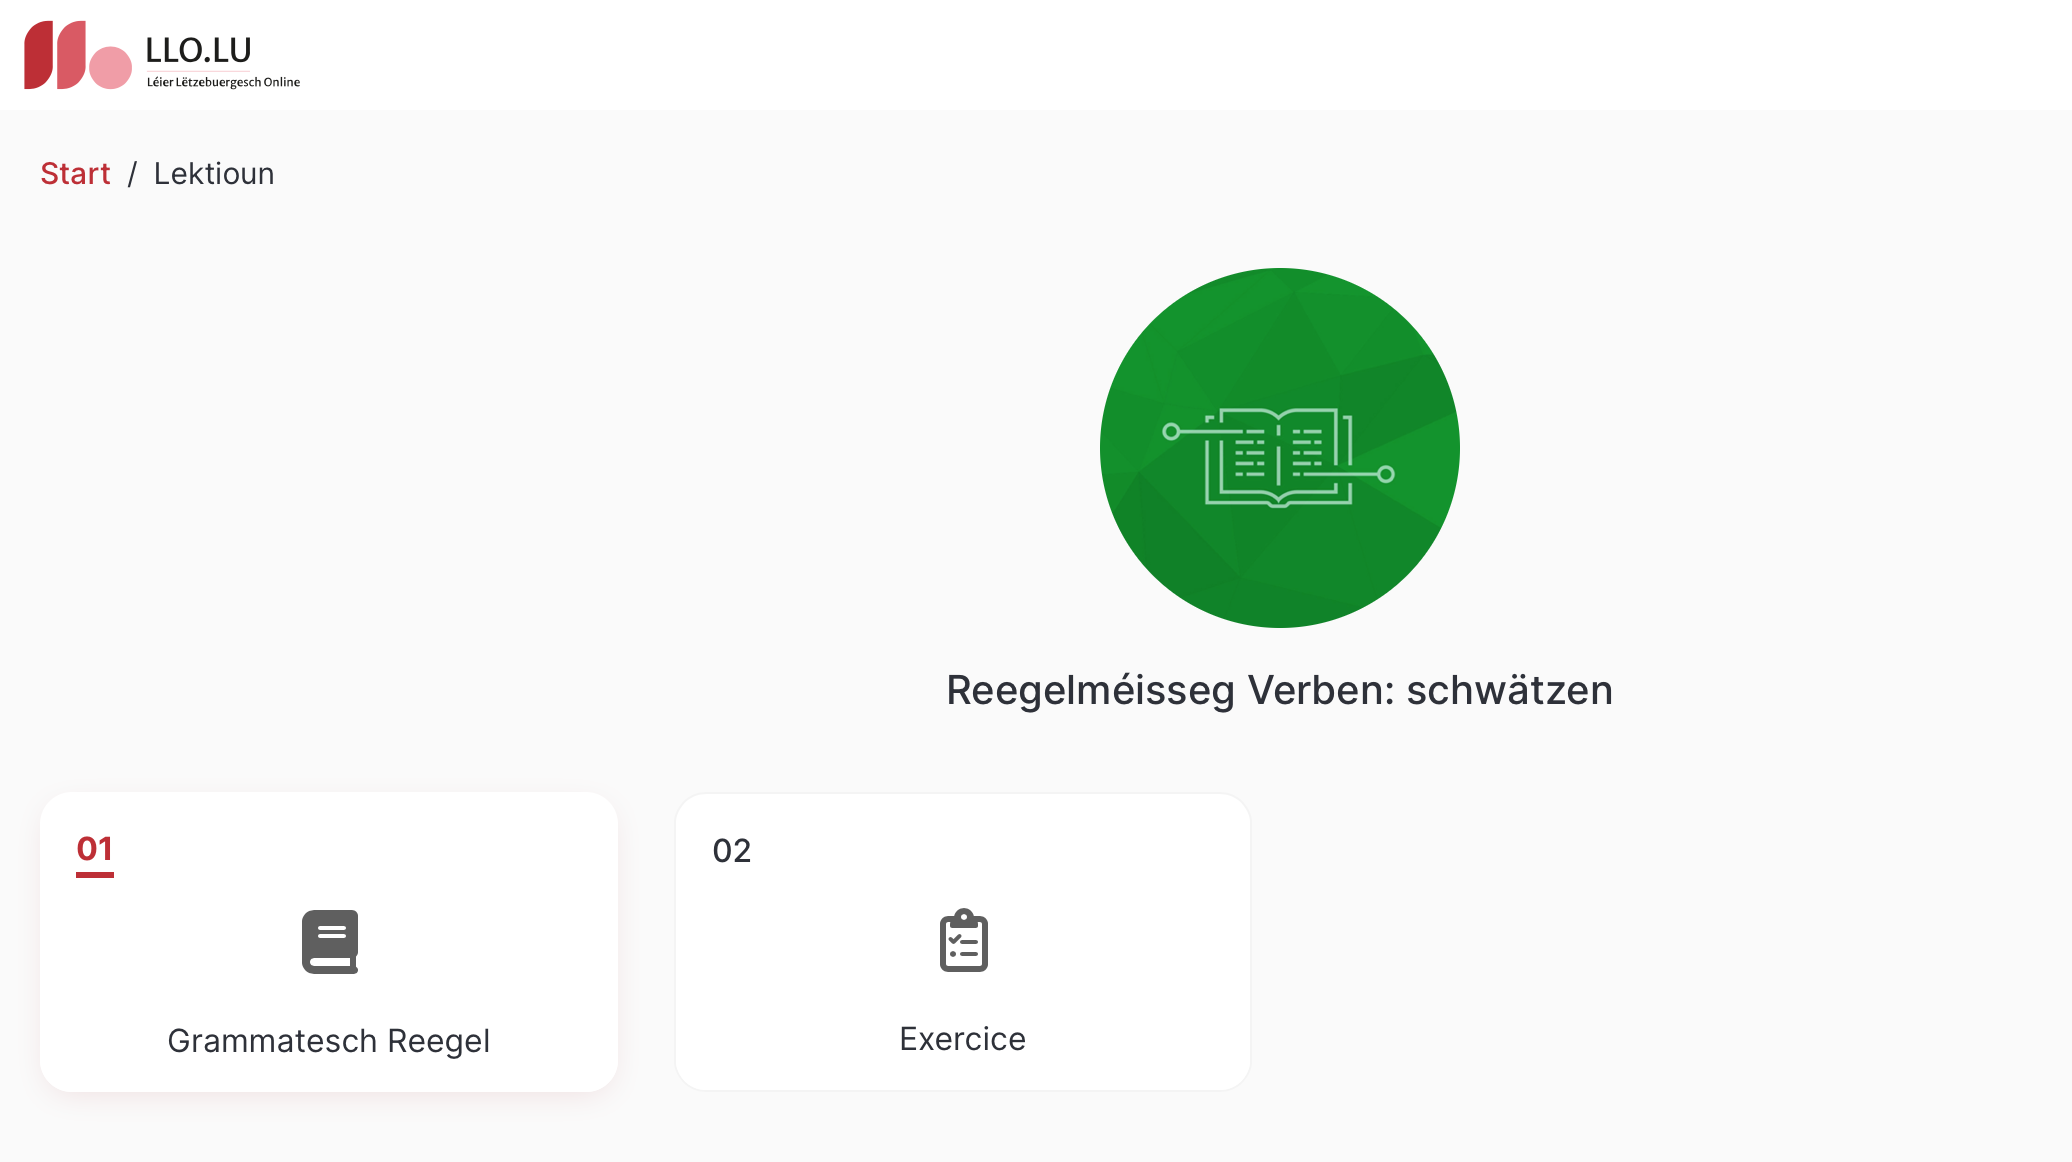 LLO.LU
Léier Lëtzebuergesch Online
Start / Lektioun
Reegelméisseg Verben: schwätzen
01
Grammatesch Reegel
02
Exercice